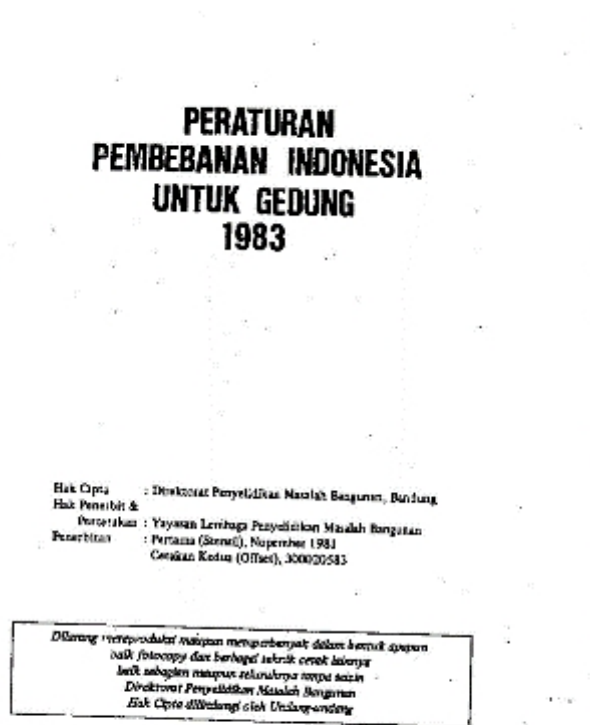 PERATURAN
PEMBEBANAN INDONESIA
UNTUK GEDUNG
1983
Hak Cipta : Direktorat Penyelidikan Masalah Bangunan, Bandung
Hak Penerbit &
Percetakan : Yayasan Lembaga Penyelidikan Masalah Bangunan
Penerbitan : Pertama (Stensil), Nopember 1981
Cetakan Kedua (Offset), 300020583
Dilarang mereproduksi maupun memperbanyak dalam bentuk apapun
baik fotocopy dan berbagai teknik cetak lainnya
baik sebagian maupun seluruhnya tanpa seizin
Direktorat Penyelidikan Masalah Bangunan
Hak Cipta dilindungi oleh Undang-undang